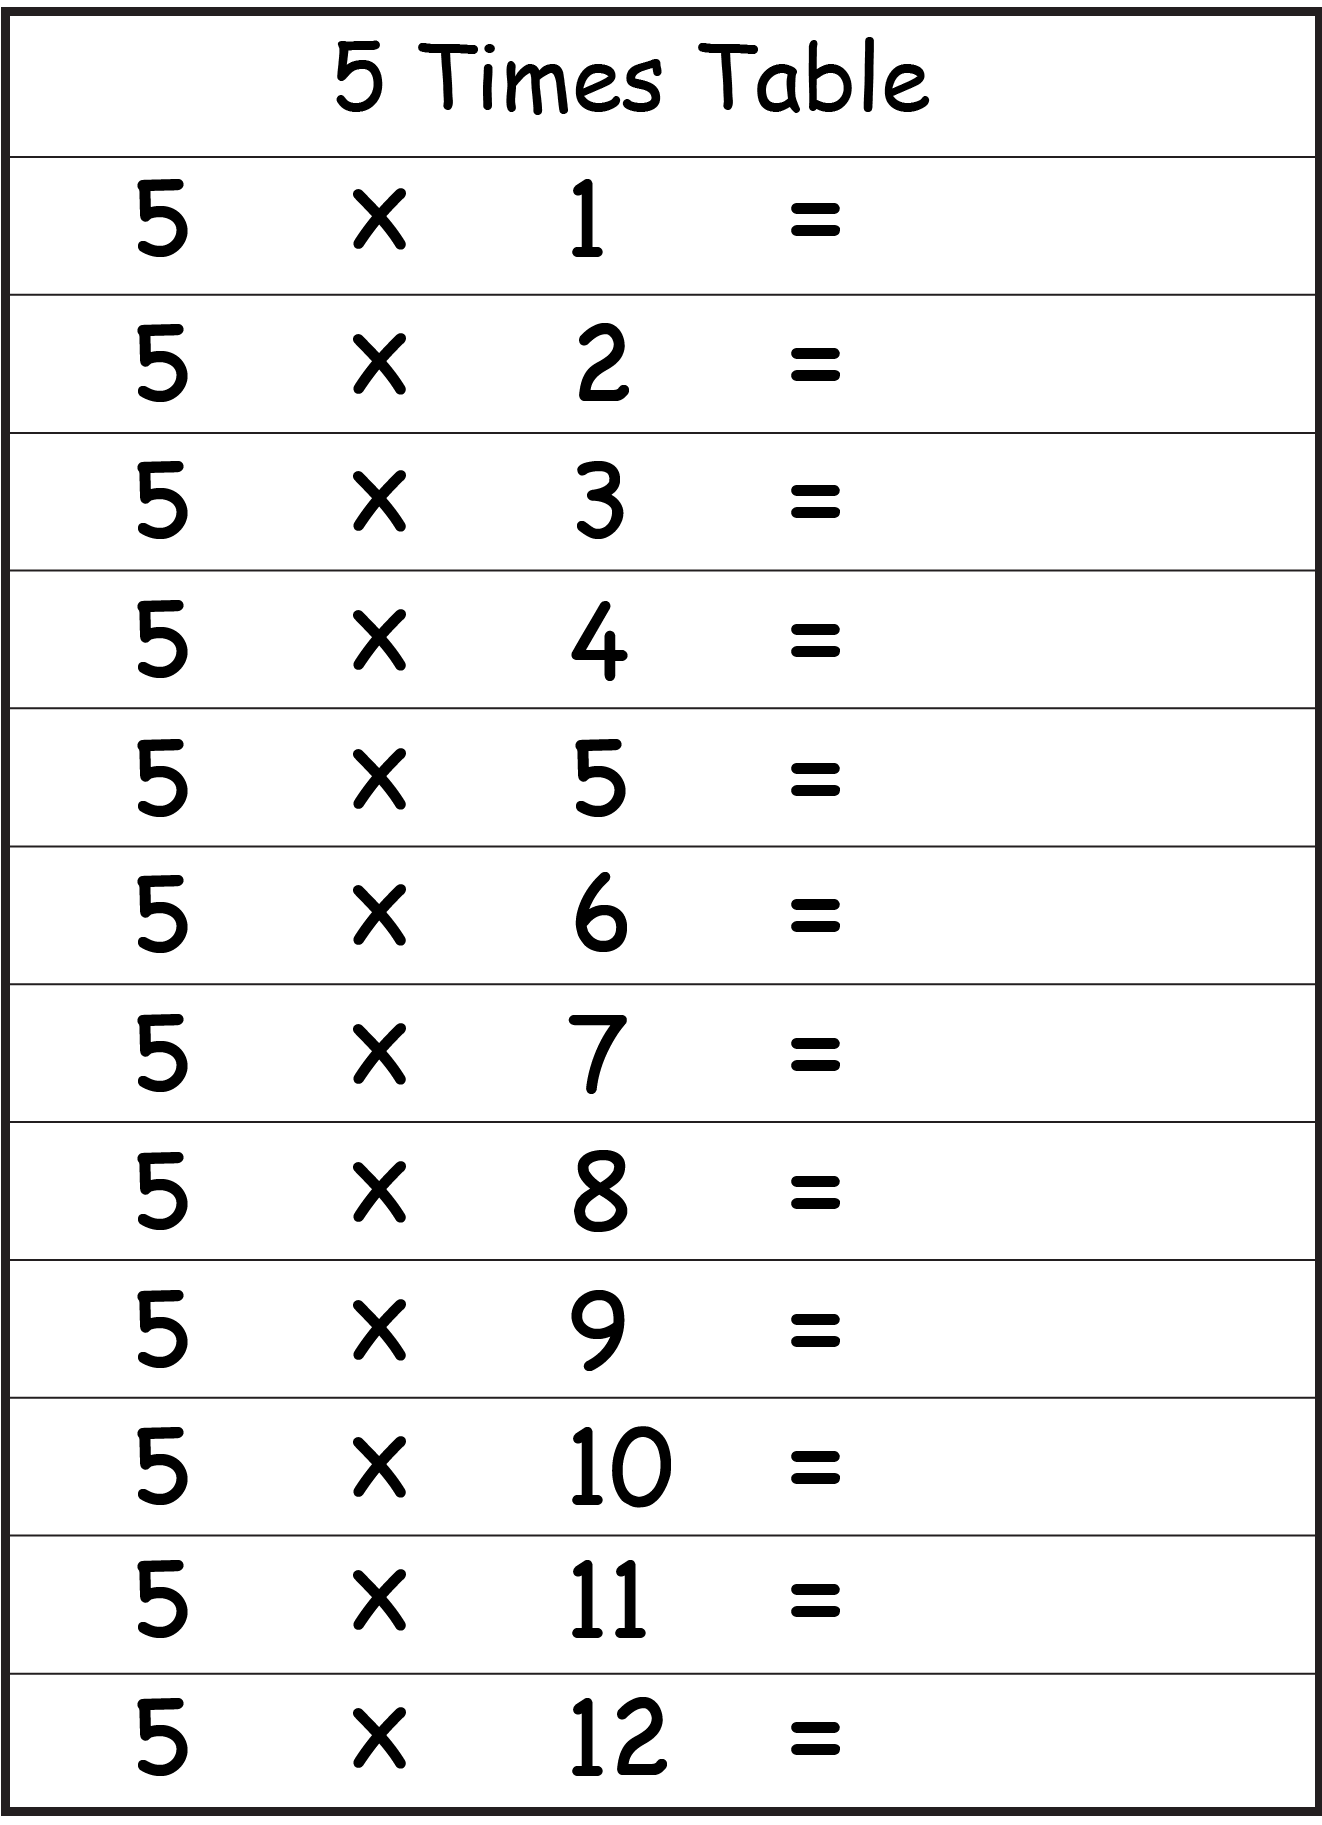 5 Times Table
5 x 1 =
5 x 2 =
5 x 3 =
5 x 4 =
5 x 5 =
5 x 6 =
5 x 7 =
5 x 8 =
5 x 9 =
5 x 10 =
5 x 11 =
5 x 12 =